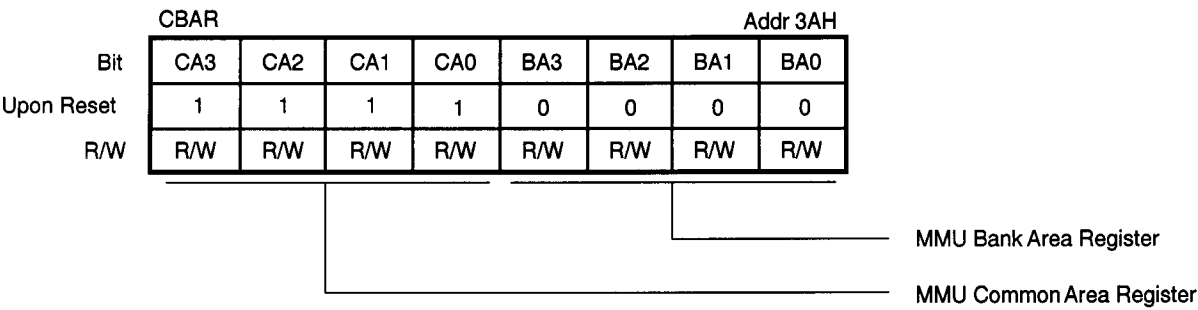 CBAR Addr 3AH
Bit CA3 CA2 CA1 CA0 BA3 BA2 BA1 BA0
Upon Reset 1 1 1 1 0 0 0 0
R/W R/W R/W R/W R/W R/W R/W R/W R/W
MMU Bank Area Register
MMU Common Area Register